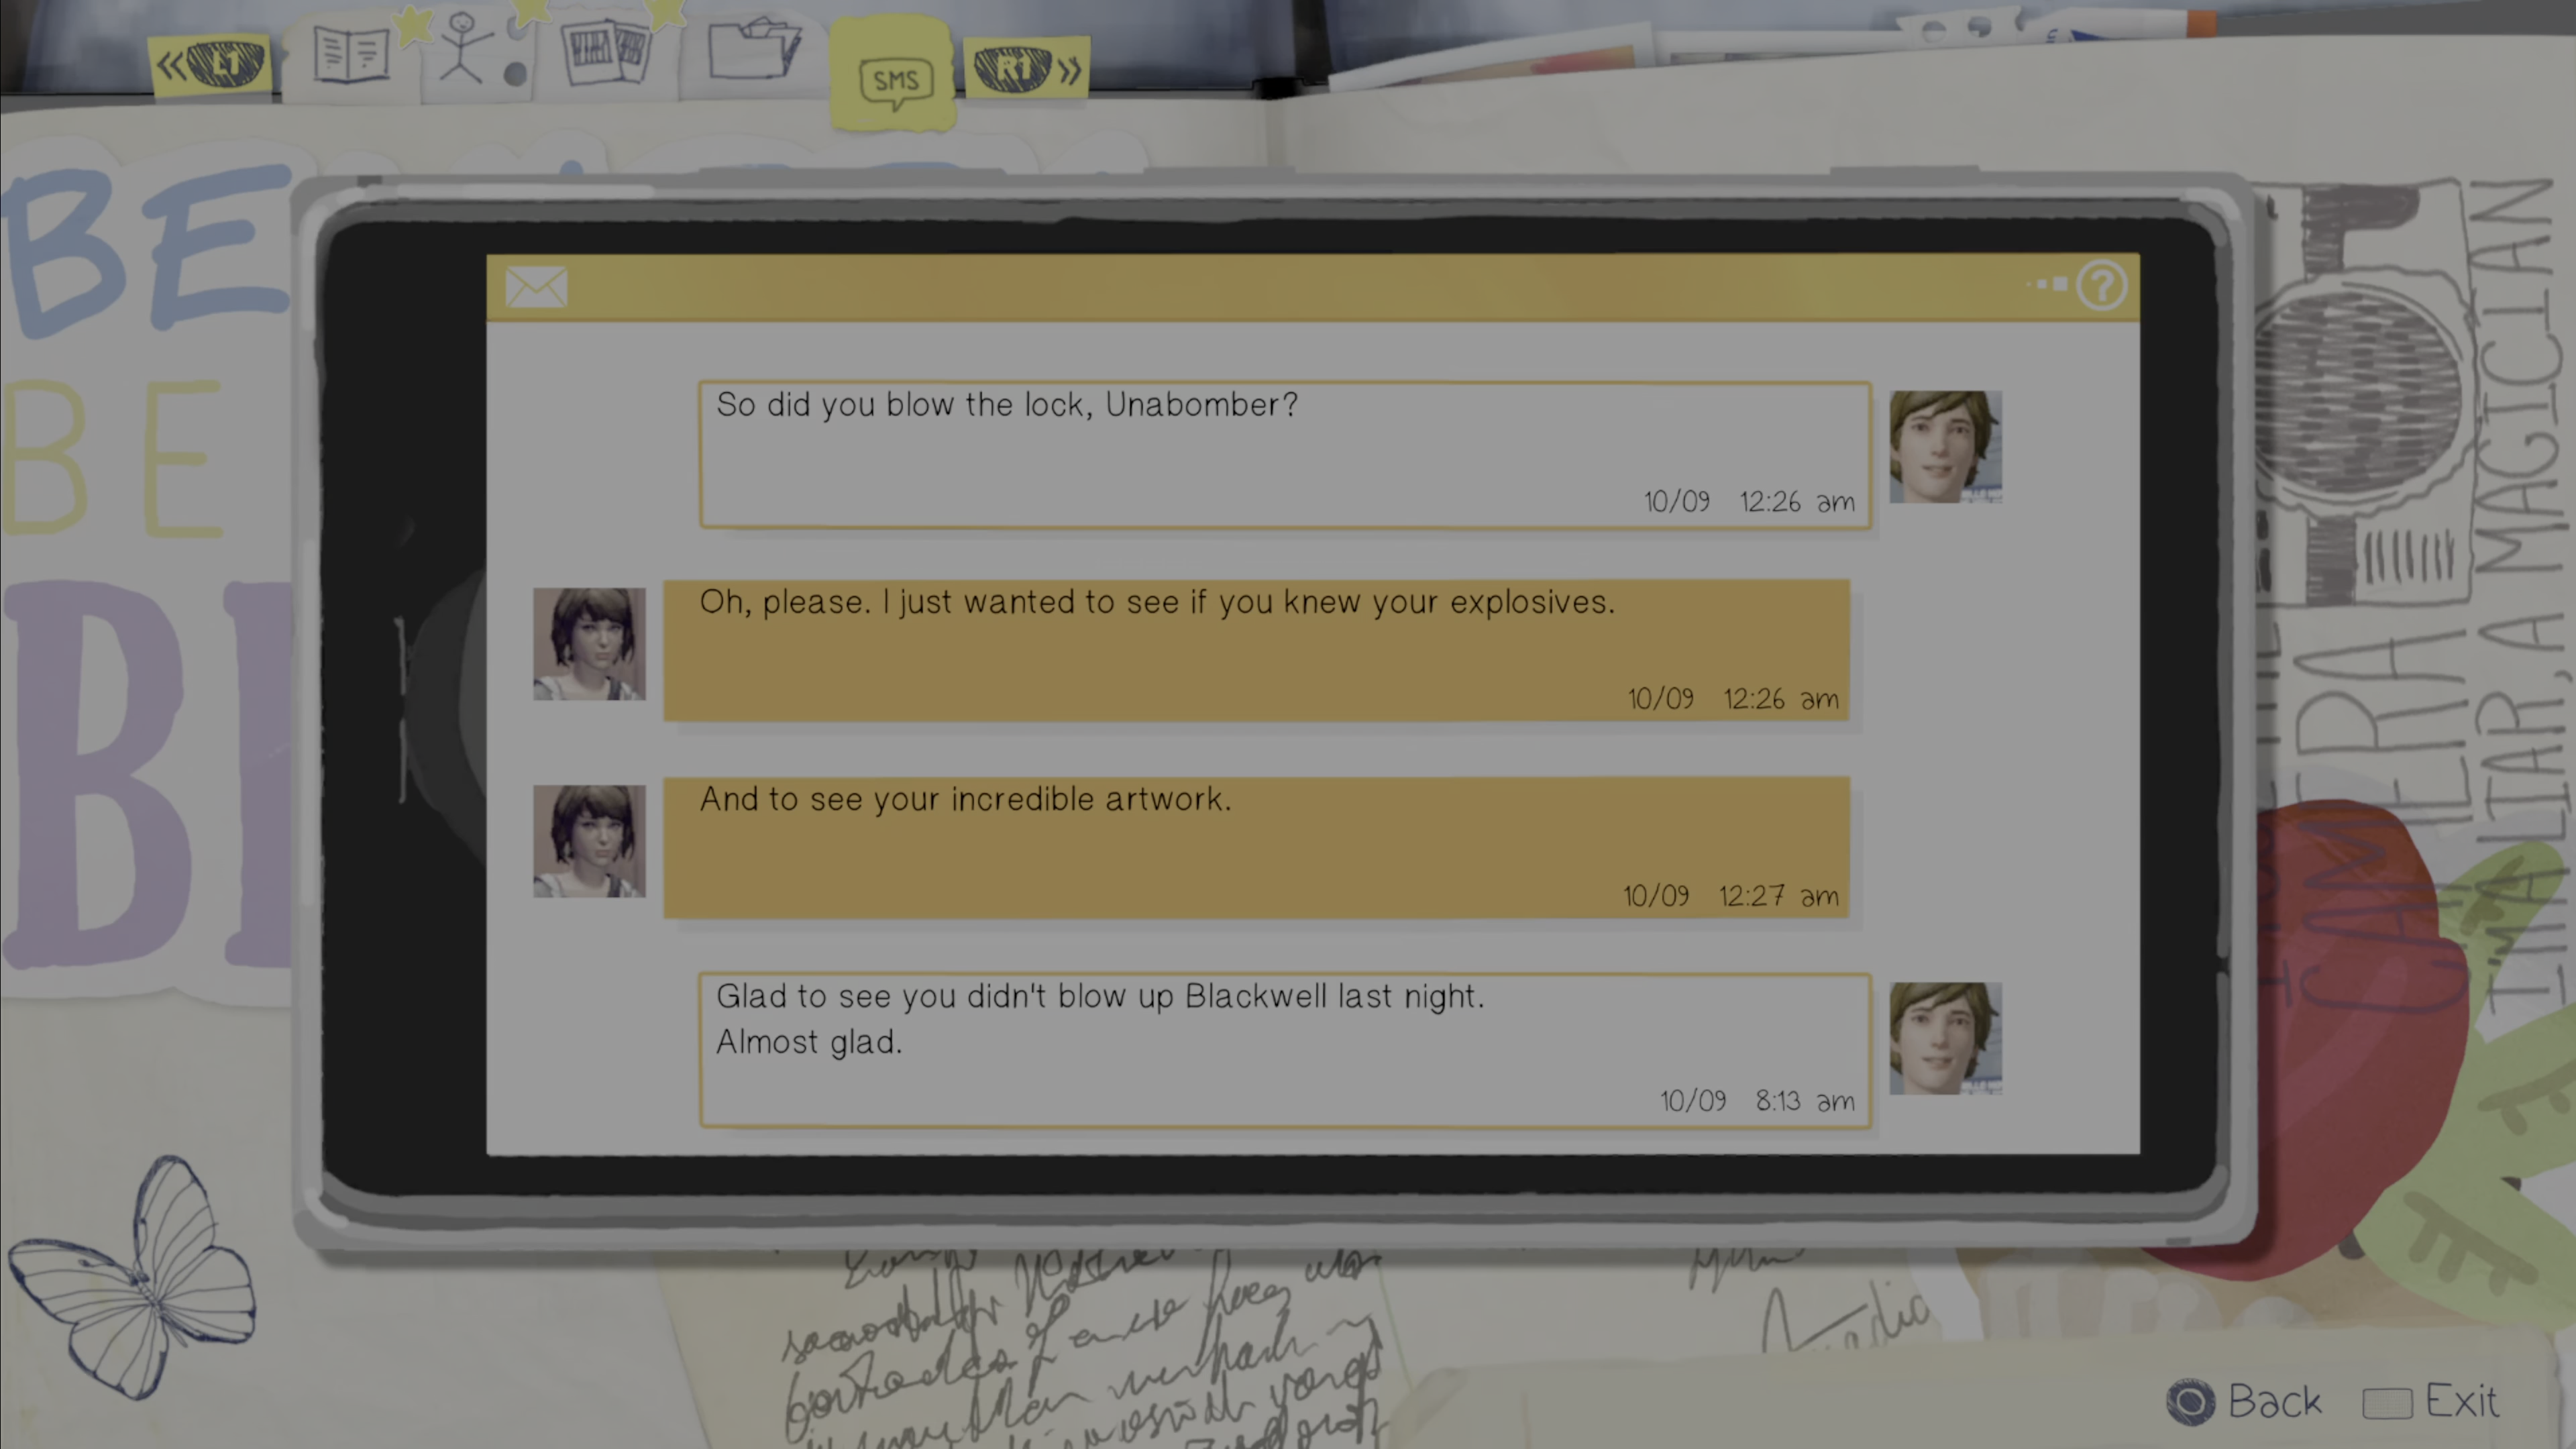 L1
SMS
R1
BE
BE
So did you blow the lock, Unabomber?
10/09 12:26 am
Oh, please. I just wanted to see if you knew your explosives.
10/09 12:26 am
And to see your incredible artwork.
10/09 12:27 am
Glad to see you didn't blow up Blackwell last night.
Almost glad.
10/09 8:13 am
CAMERA
I'M A LIAR, A MAGICIAN
Back
Exit